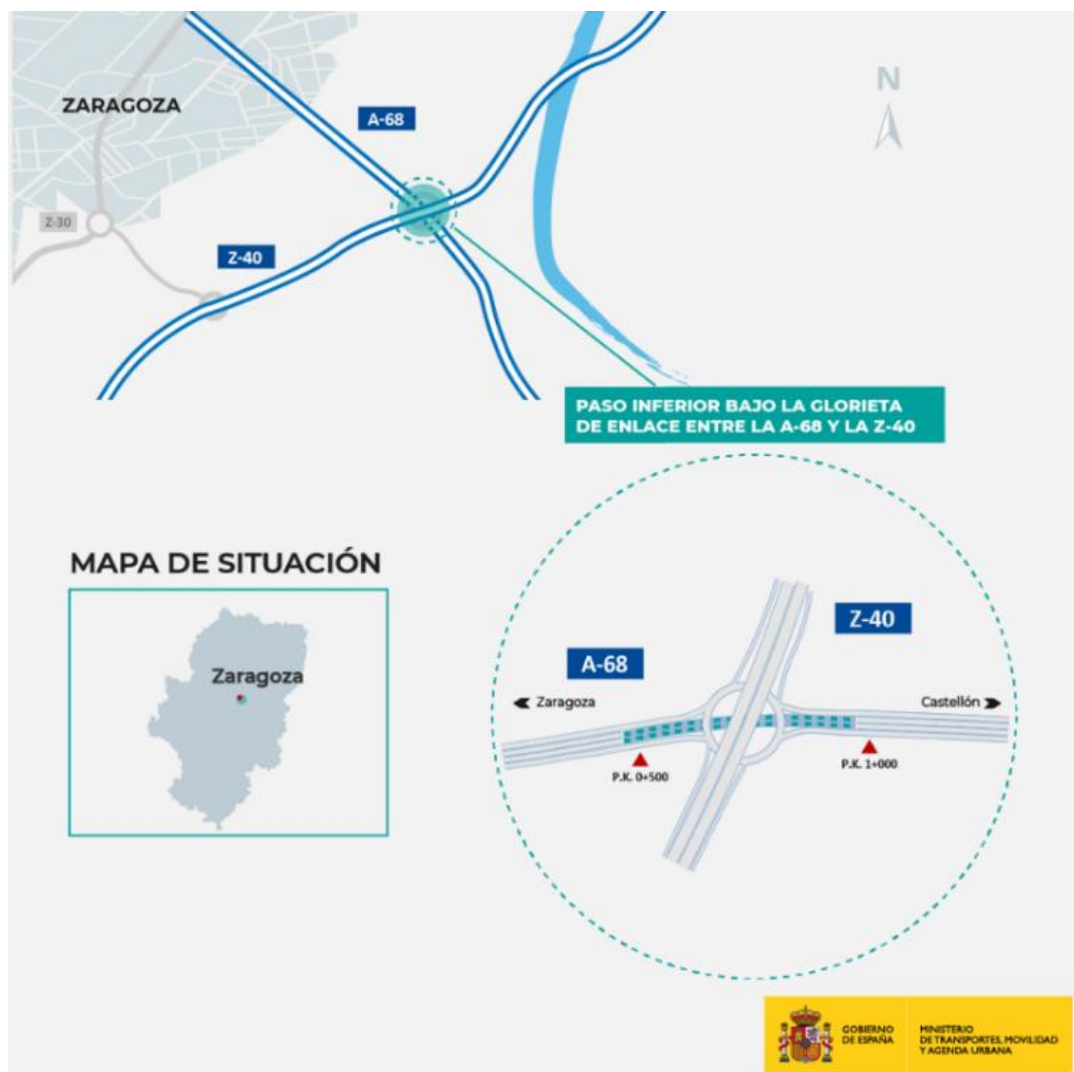 N
ZARAGOZA
A-68
Z-30
Z-40
PASO INFERIOR BAJO LA GLORIETA
DE ENLACE ENTRE LA A-68 Y LA Z-40
MAPA DE SITUACIÓN
Zaragoza
Z-40
A-68
Zaragoza
Castellón
P.K. 0+500
P.K. 1+000
GOBIERNO
DE ESPAÑA
MINISTERIO
DE TRANSPORTES, MOVILIDAD
Y AGENDA URBANA